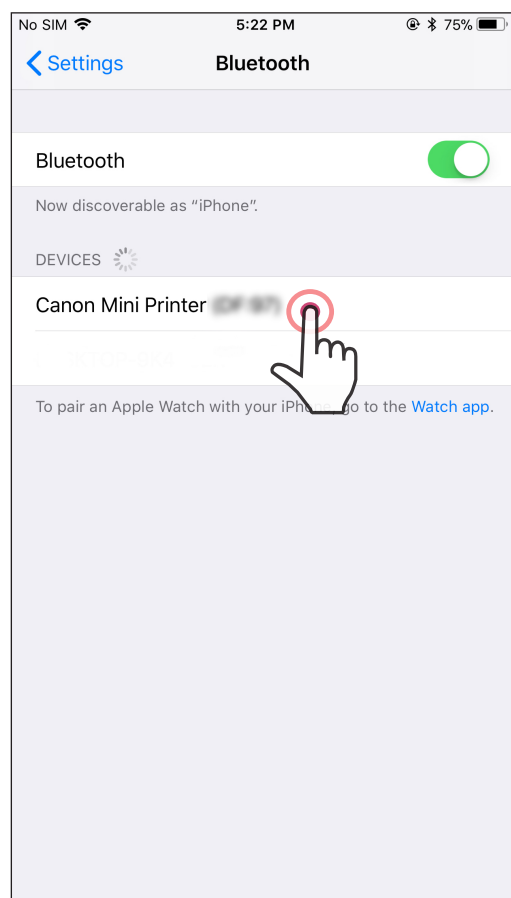 No SIM 5:22 PM 75%
Settings Bluetooth
Bluetooth
Now discoverable as “iPhone”.
DEVICES
Canon Mini Printer
To pair an Apple Watch with your go to the Watch app.